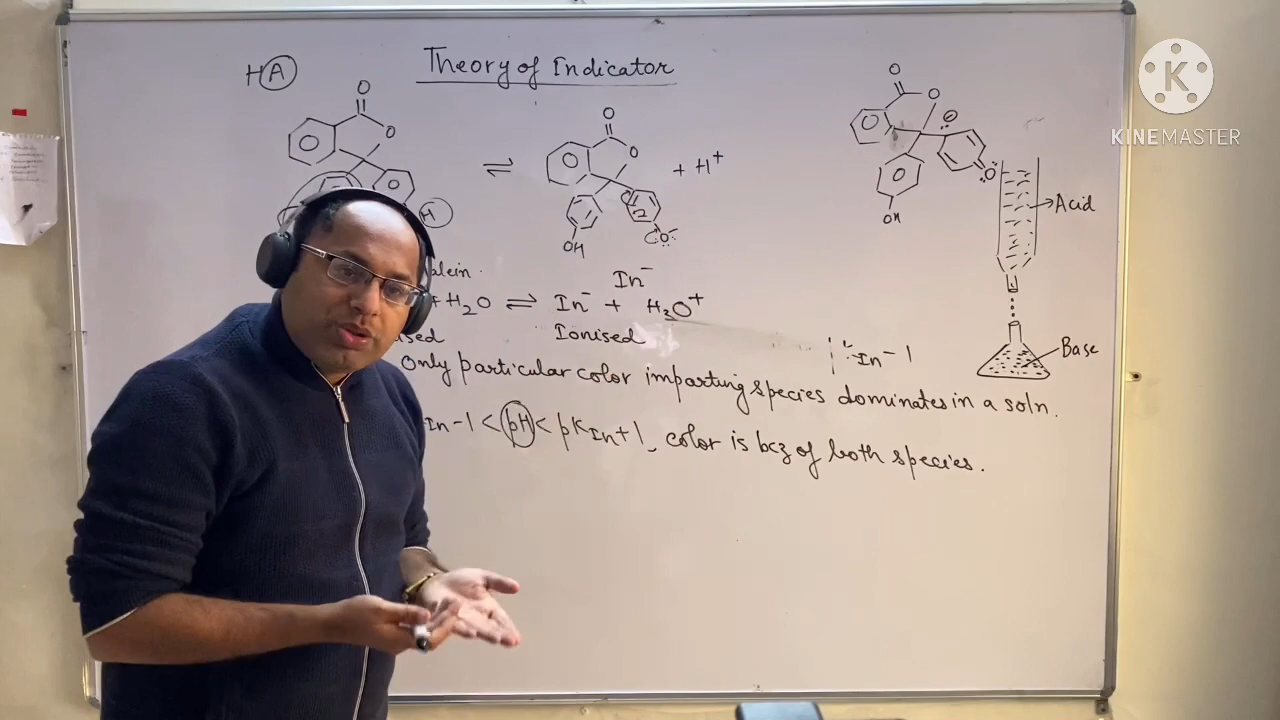 Theory of Indicator
HA
K
KINEMASTER
O
O
H
⇌
O
O
OH
O⁻
+ H⁺
O
O
⊖
O
OH
Acid
Base
In⁻
+ H₂O ⇌ In⁻ + H₃O⁺
Ionised
In-1
Only particular color imparting species dominates in a soln.
In-1 < pH < pKIn+1, color is bcz of both species.